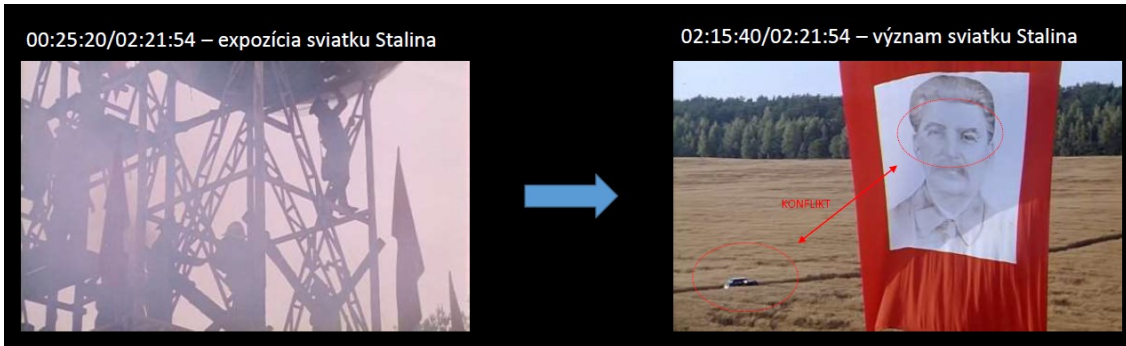 00:25:20/02:21:54 – expozícia sviatku Stalina
02:15:40/02:21:54 – význam sviatku Stalina
KONFLIKT